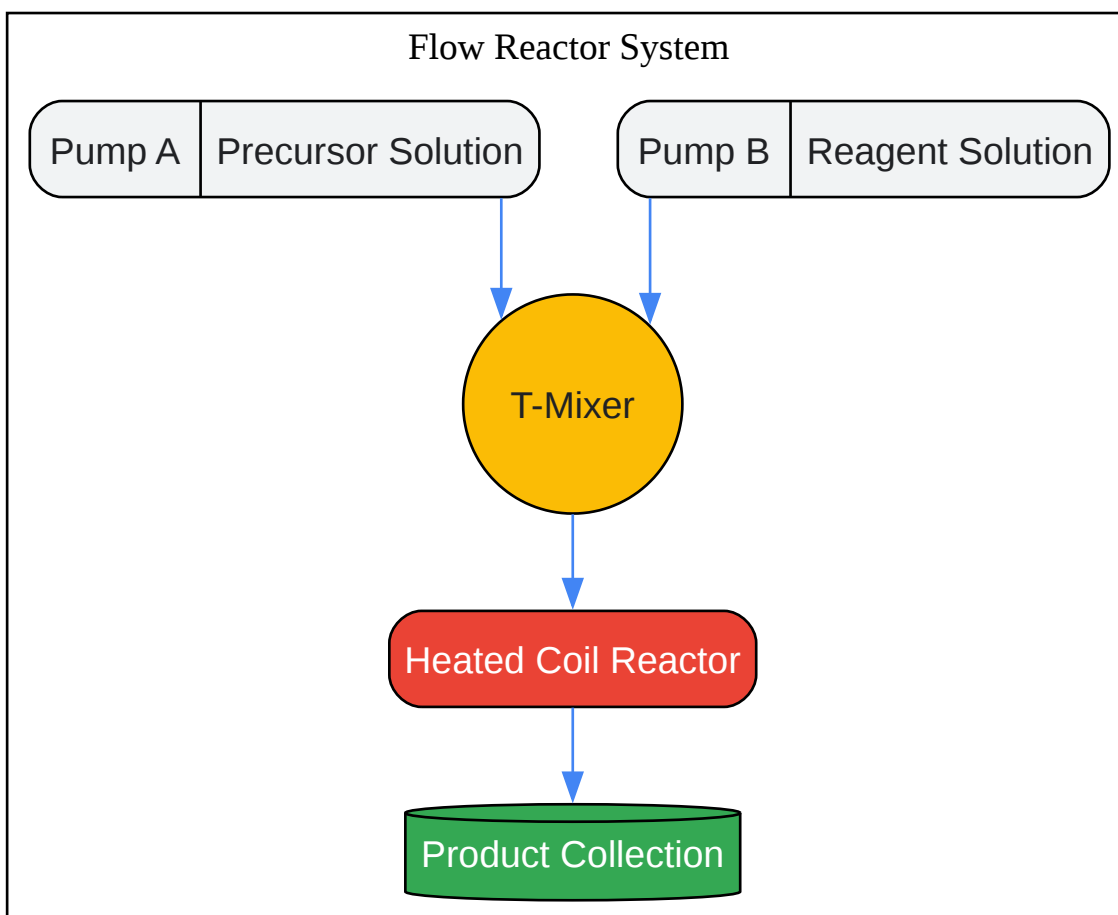 Flow Reactor System
Pump A
Precursor Solution
Pump B
Reagent Solution
T-Mixer
Heated Coil Reactor
Product Collection